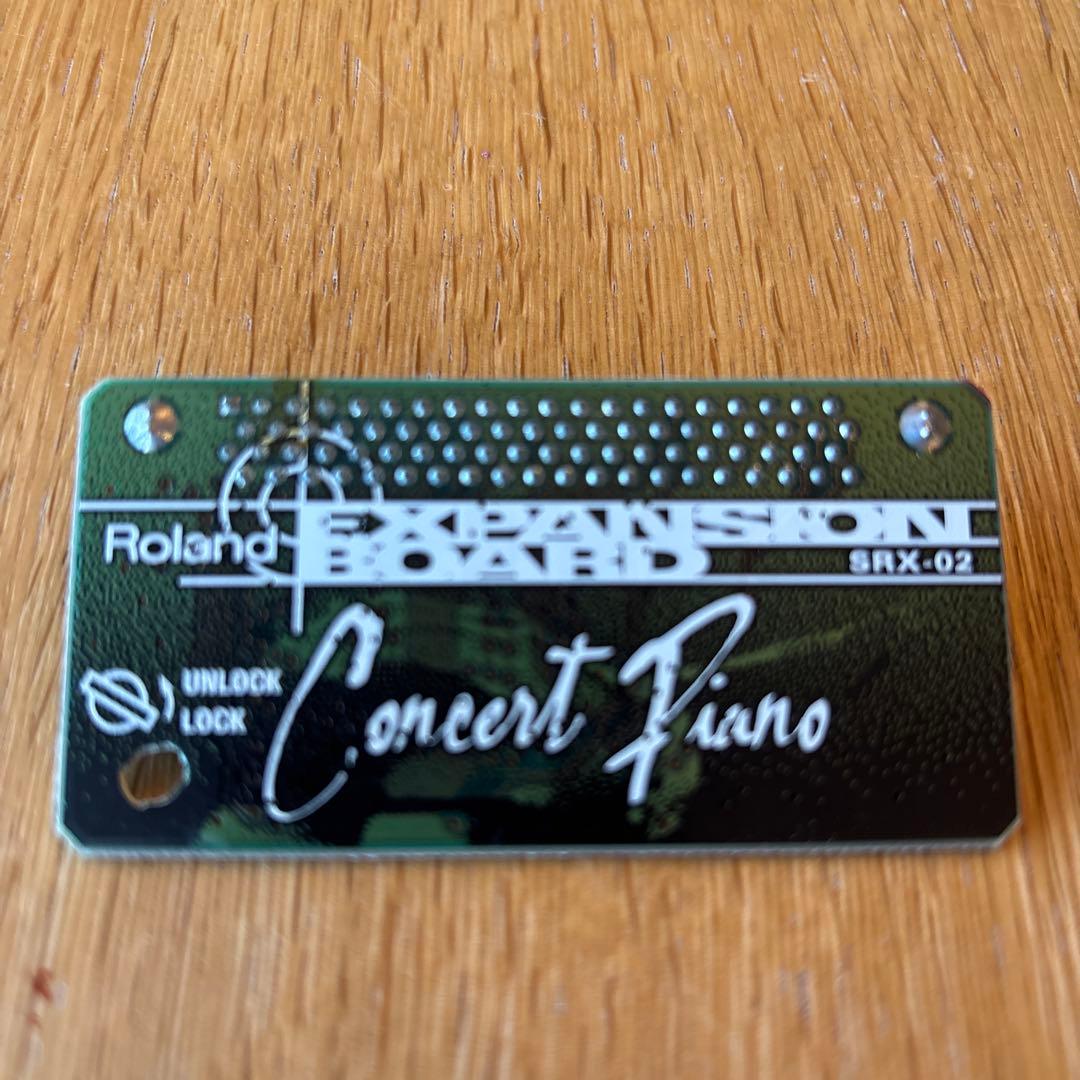 Roland EXPANSION
BOARD SRX-02
Concert Piano
UNLOCK
LOCK